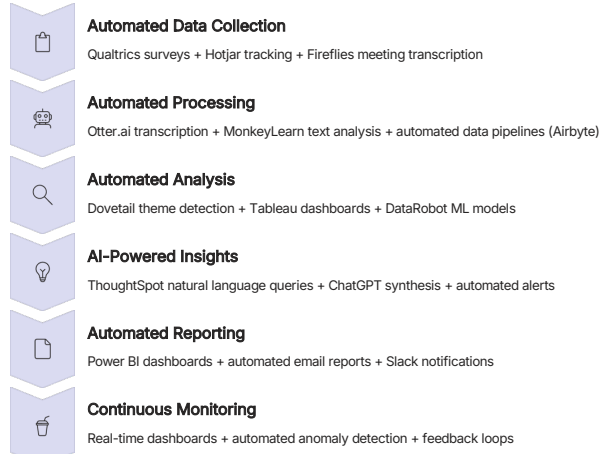 Automated Data Collection
Qualtrics surveys + Hotjar tracking + Fireflies meeting transcription
Automated Processing
Otter.ai transcription + MonkeyLearn text analysis + automated data pipelines (Airbyte)
Automated Analysis
Dovetail theme detection + Tableau dashboards + DataRobot ML models
AI-Powered Insights
ThoughtSpot natural language queries + ChatGPT synthesis + automated alerts
Automated Reporting
Power BI dashboards + automated email reports + Slack notifications
Continuous Monitoring
Real-time dashboards + automated anomaly detection + feedback loops